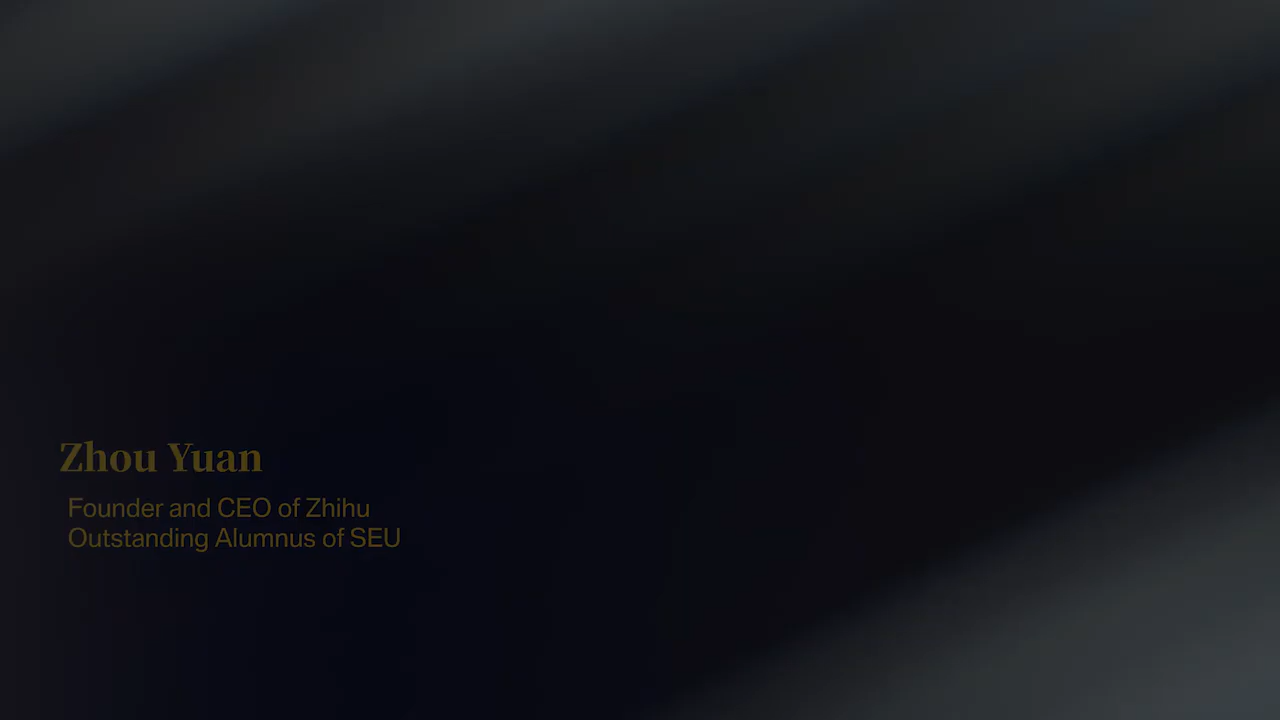 Zhou Yuan
Founder and CEO of Zhihu
Outstanding Alumnus of SEU